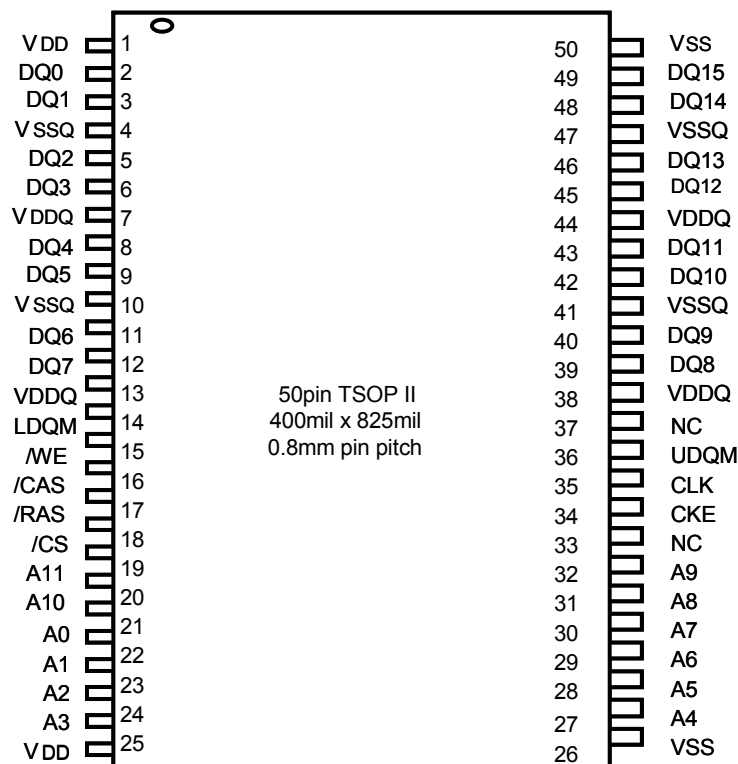 VDD 1 50 VSS
DQ0 2 49 DQ15
DQ1 3 48 DQ14
VSSQ 4 47 VSSQ
DQ2 5 46 DQ13
DQ3 6 45 DQ12
VDDQ 7 44 VDDQ
DQ4 8 43 DQ11
DQ5 9 42 DQ10
VSSQ 10 41 VSSQ
DQ6 11 40 DQ9
DQ7 12 39 DQ8
VDDQ 13 38 VDDQ
LDQM 14 37 NC
/WE 15 36 UDQM
/CAS 16 35 CLK
/RAS 17 34 CKE
/CS 18 33 NC
A11 19 32 A9
A10 20 31 A8
A0 21 30 A7
A1 22 29 A6
A2 23 28 A5
A3 24 27 A4
VDD 25 26 VSS
50pin TSOP II
400mil x 825mil
0.8mm pin pitch